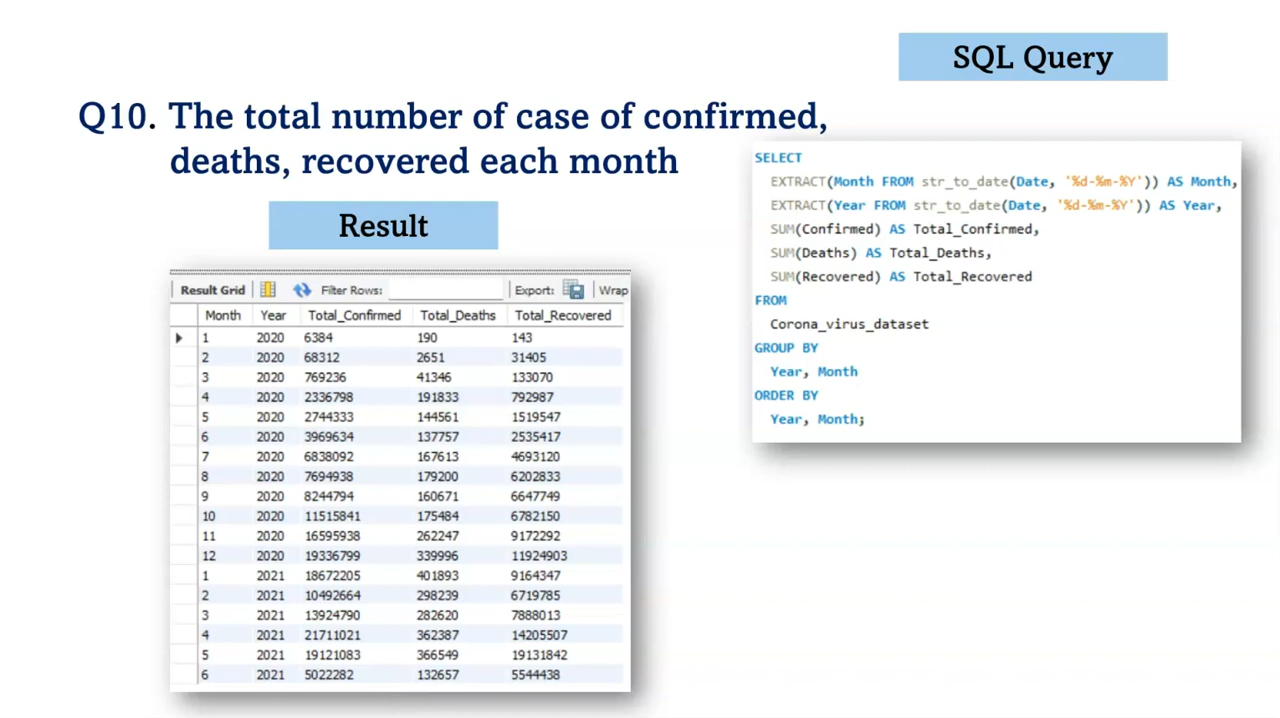 SQL Query
Q10. The total number of case of confirmed,
deaths, recovered each month
Result
Result Grid Filter Rows: Export: Wrap
Month Year Total_Confirmed Total_Deaths Total_Recovered
1 2020 6384 190 143
2 2020 68312 2651 31405
3 2020 769236 41346 133070
4 2020 2336798 191833 792987
5 2020 2744333 144561 1519547
6 2020 3969634 137757 2535417
7 2020 6838092 167613 4693120
8 2020 7694938 179200 6202833
9 2020 8244794 160671 6647749
10 2020 11515841 175484 6782150
11 2020 16595938 262247 9172292
12 2020 19336799 339996 11924903
1 2021 18672205 401893 9164347
2 2021 10492664 298239 6719785
3 2021 13924790 282620 7888013
4 2021 21711021 362387 14205507
5 2021 19121083 366549 19131842
6 2021 5022282 132657 5544438
SELECT
EXTRACT(Month FROM str_to_date(Date, '%d-%m-%Y')) AS Month,
EXTRACT(Year FROM str_to_date(Date, '%d-%m-%Y')) AS Year,
SUM(Confirmed) AS Total_Confirmed,
SUM(Deaths) AS Total_Deaths,
SUM(Recovered) AS Total_Recovered
FROM
Corona_virus_dataset
GROUP BY
Year, Month
ORDER BY
Year, Month;